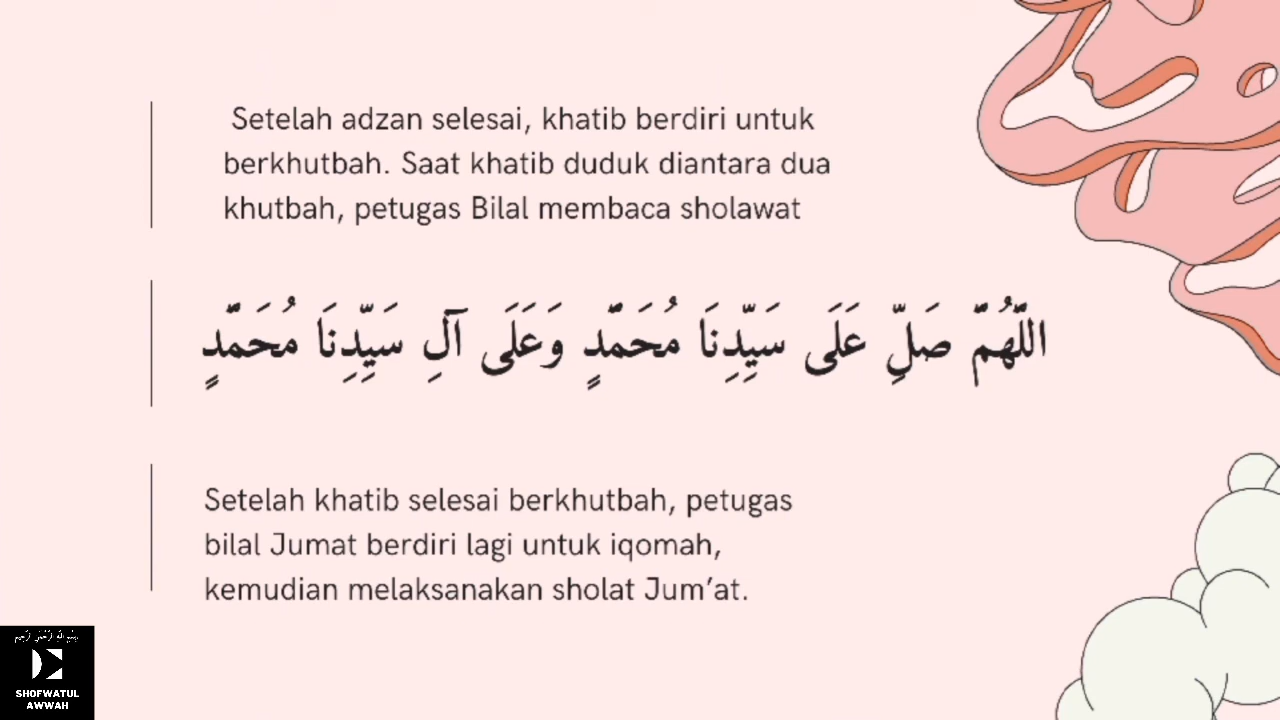 Setelah adzan selesai, khatib berdiri untuk
berkhutbah. Saat khatib duduk diantara dua
khutbah, petugas Bilal membaca sholawat
اللّٰهُمَّ صَلِّ عَلَى سَيِّدِنَا مُحَمَّدٍ وَعَلَى آلِ سَيِّدِنَا مُحَمَّدٍ
Setelah khatib selesai berkhutbah, petugas
bilal Jumat berdiri lagi untuk iqomah,
kemudian melaksanakan sholat Jum’at.
SHOFWATUL
AWWAH